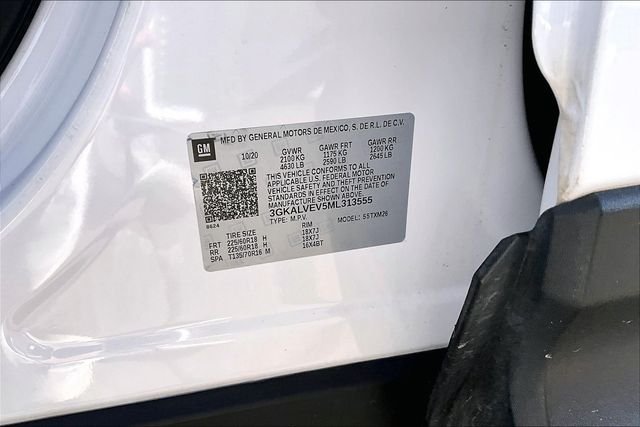 GM
MFD BY GENERAL MOTORS DE MEXICO, S. DE R.L. DE C.V.
10/20 GVWR GAWR FRT GAWR RR
2100 KG 1175 KG 1200 KG
4630 LB 2590 LB 2645 LB
THIS VEHICLE CONFORMS TO ALL
APPLICABLE U.S. FEDERAL MOTOR
VEHICLE SAFETY AND THEFT PREVENTION
STANDARDS IN EFFECT ON THE DATE OF
MANUFACTURE SHOWN ABOVE.
3GKALVEV5ML313555
TYPE: M.P.V. MODEL: SSTXM26
8624
TIRE SIZE RIM
FRT 225/60R18 H 18X7J
RR 225/60R18 H 18X7J
SPA T135/70R16 M 16X4BT